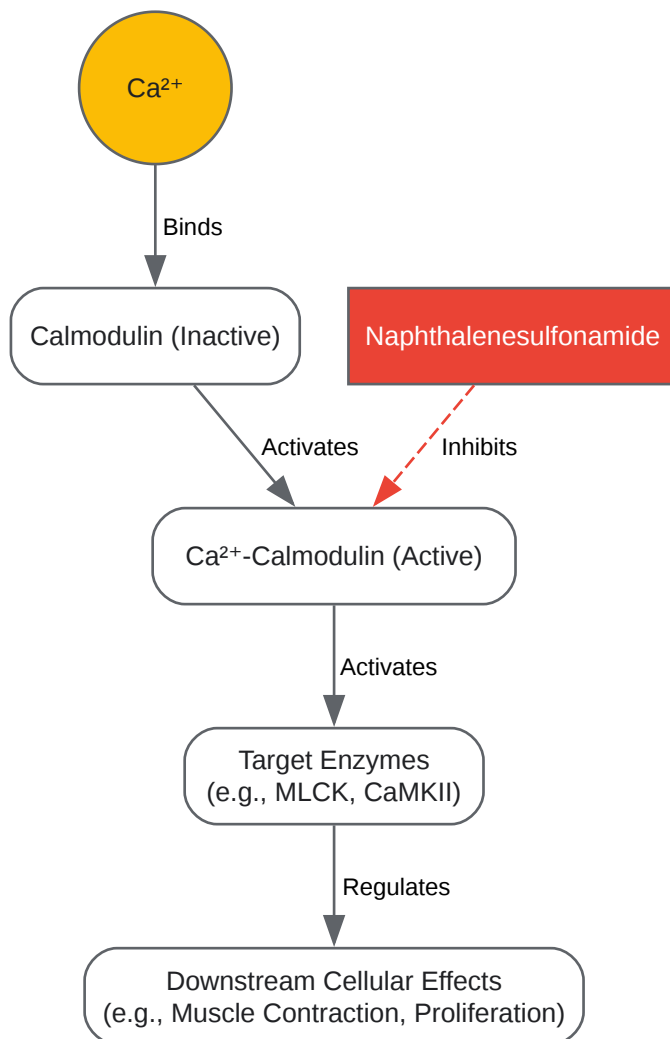 Ca²⁺
Binds
Calmodulin (Inactive)
Naphthalenesulfonamide
Activates
Inhibits
Ca²⁺-Calmodulin (Active)
Activates
Target Enzymes
(e.g., MLCK, CaMKII)
Regulates
Downstream Cellular Effects
(e.g., Muscle Contraction, Proliferation)